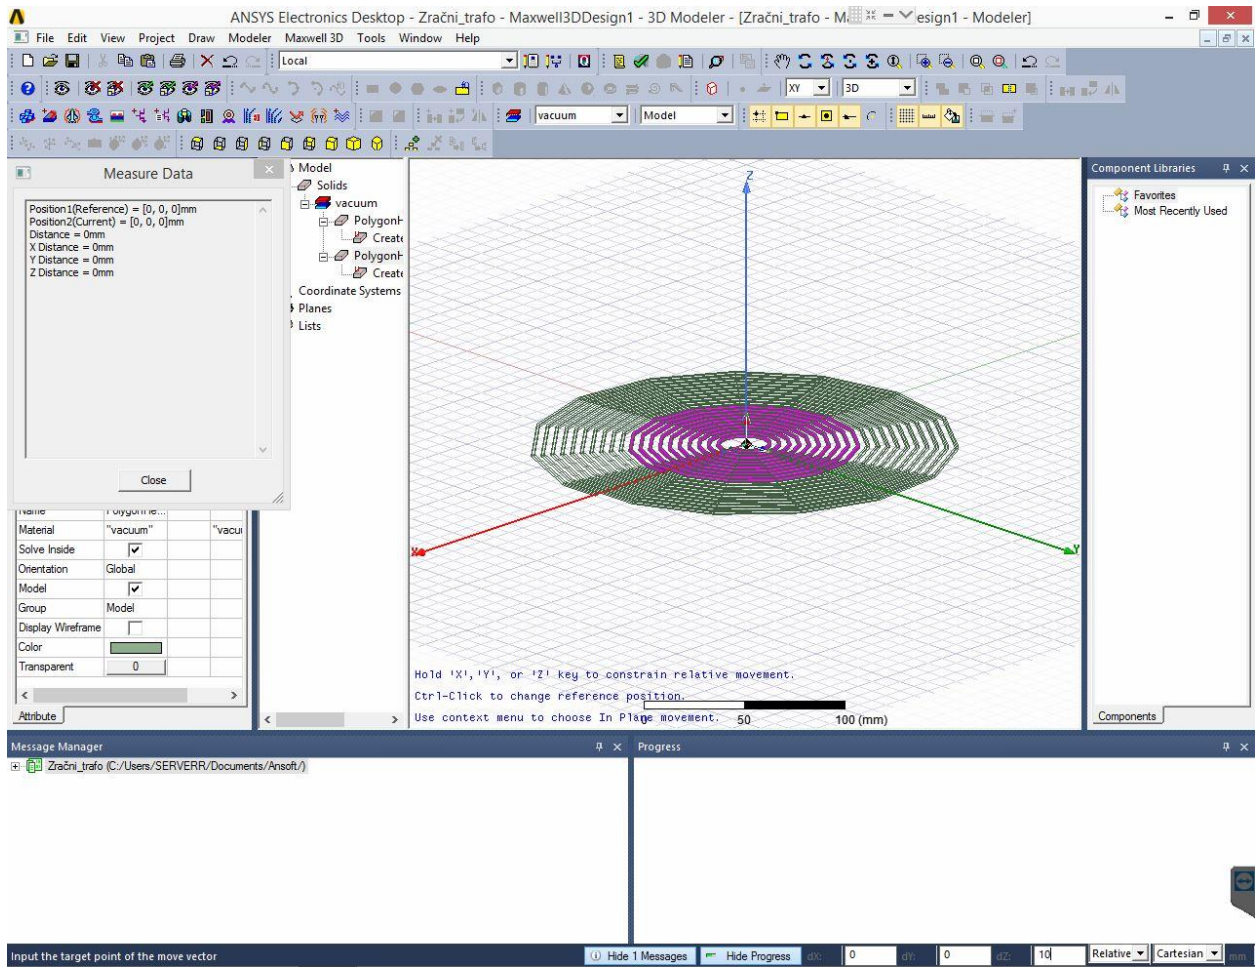 ANSYS Electronics Desktop - Zračni_trafo - Maxwell3DDesign1 - 3D Modeler - [Zračni_trafo - M esign1 - Modeler]
File Edit View Project Draw Modeler Maxwell 3D Tools Window Help
Local
XY 3D
vacuum Model
Measure Data
Position1(Reference) = [0, 0, 0]mm
Position2(Current) = [0, 0, 0]mm
Distance = 0mm
X Distance = 0mm
Y Distance = 0mm
Z Distance = 0mm
Close
Material "vacuum" "vacu
Solve Inside
Orientation Global
Model
Group Model
Display Wireframe
Color
Transparent 0
Attribute
Model
Solids
vacuum
PolygonH
Create
PolygonH
Create
Coordinate Systems
Planes
Lists
Z
X
Y
Hold 'X','Y', or 'Z' key to constrain relative movement.
Ctrl-Click to change reference position.
Use context menu to choose In Plane movement.
0 50 100 (mm)
Component Libraries
Favorites
Most Recently Used
Components
Message Manager
Zračni_trafo (C:/Users/SERVERR/Documents/Ansoft/)
Progress
Input the target point of the move vector
Hide 1 Messages Hide Progress dX: 0 dY: 0 dZ: 10 Relative Cartesian mm